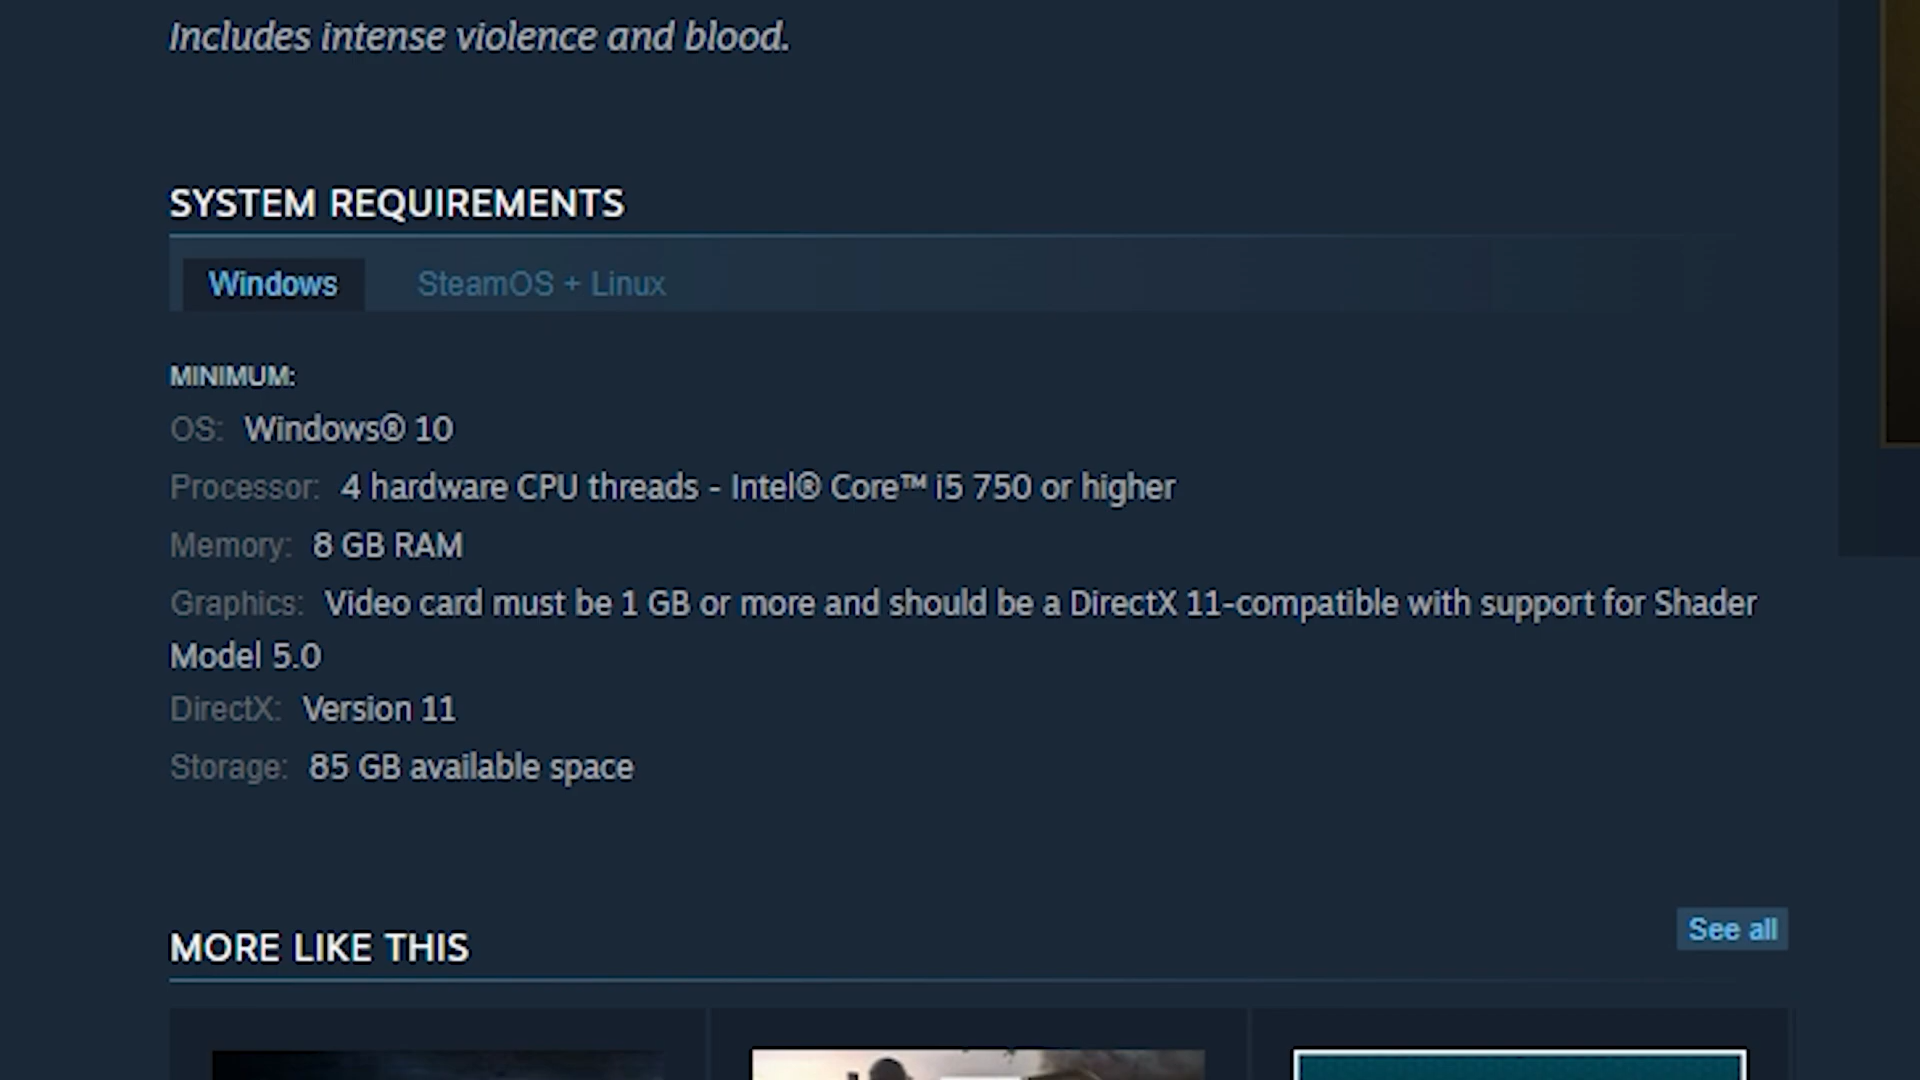 Includes intense violence and blood.
SYSTEM REQUIREMENTS
Windows SteamOS + Linux
MINIMUM:
OS: Windows® 10
Processor: 4 hardware CPU threads - Intel® Core™ i5 750 or higher
Memory: 8 GB RAM
Graphics: Video card must be 1 GB or more and should be a DirectX 11-compatible with support for Shader
Model 5.0
DirectX: Version 11
Storage: 85 GB available space
MORE LIKE THIS
See all